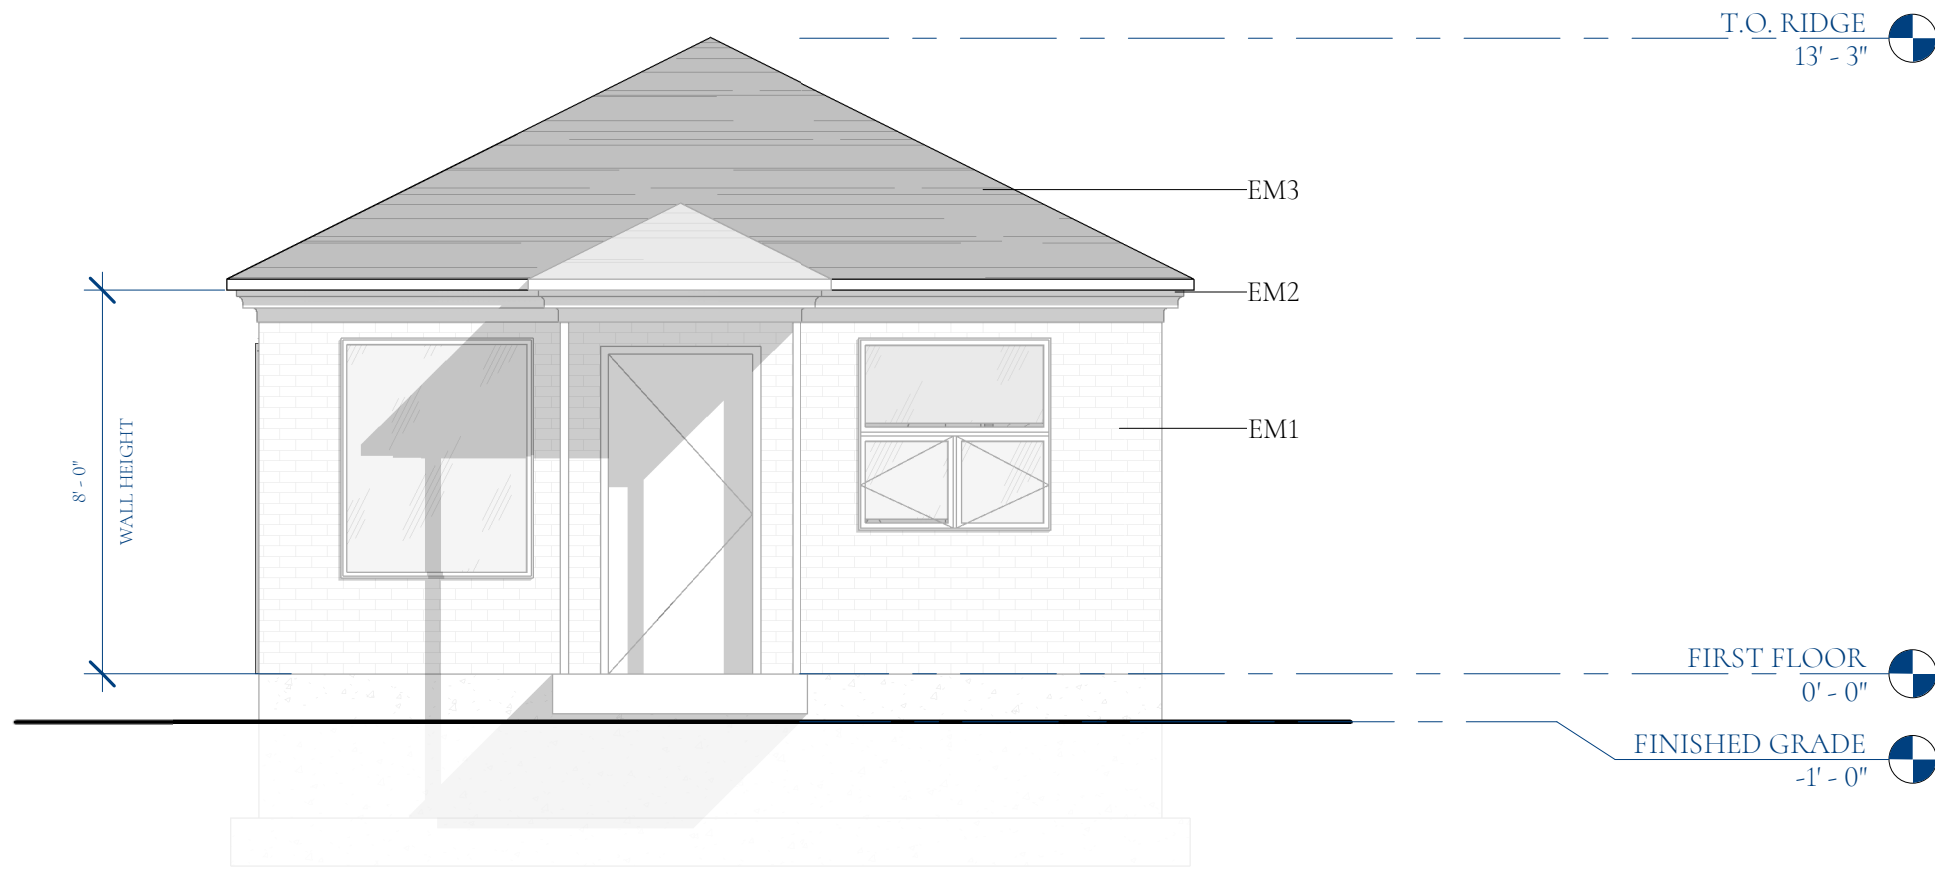 T.O. RIDGE
13' - 3"
EM3
EM2
EM1
8' - 0"
WALL HEIGHT
FIRST FLOOR
0' - 0"
FINISHED GRADE
-1' - 0"